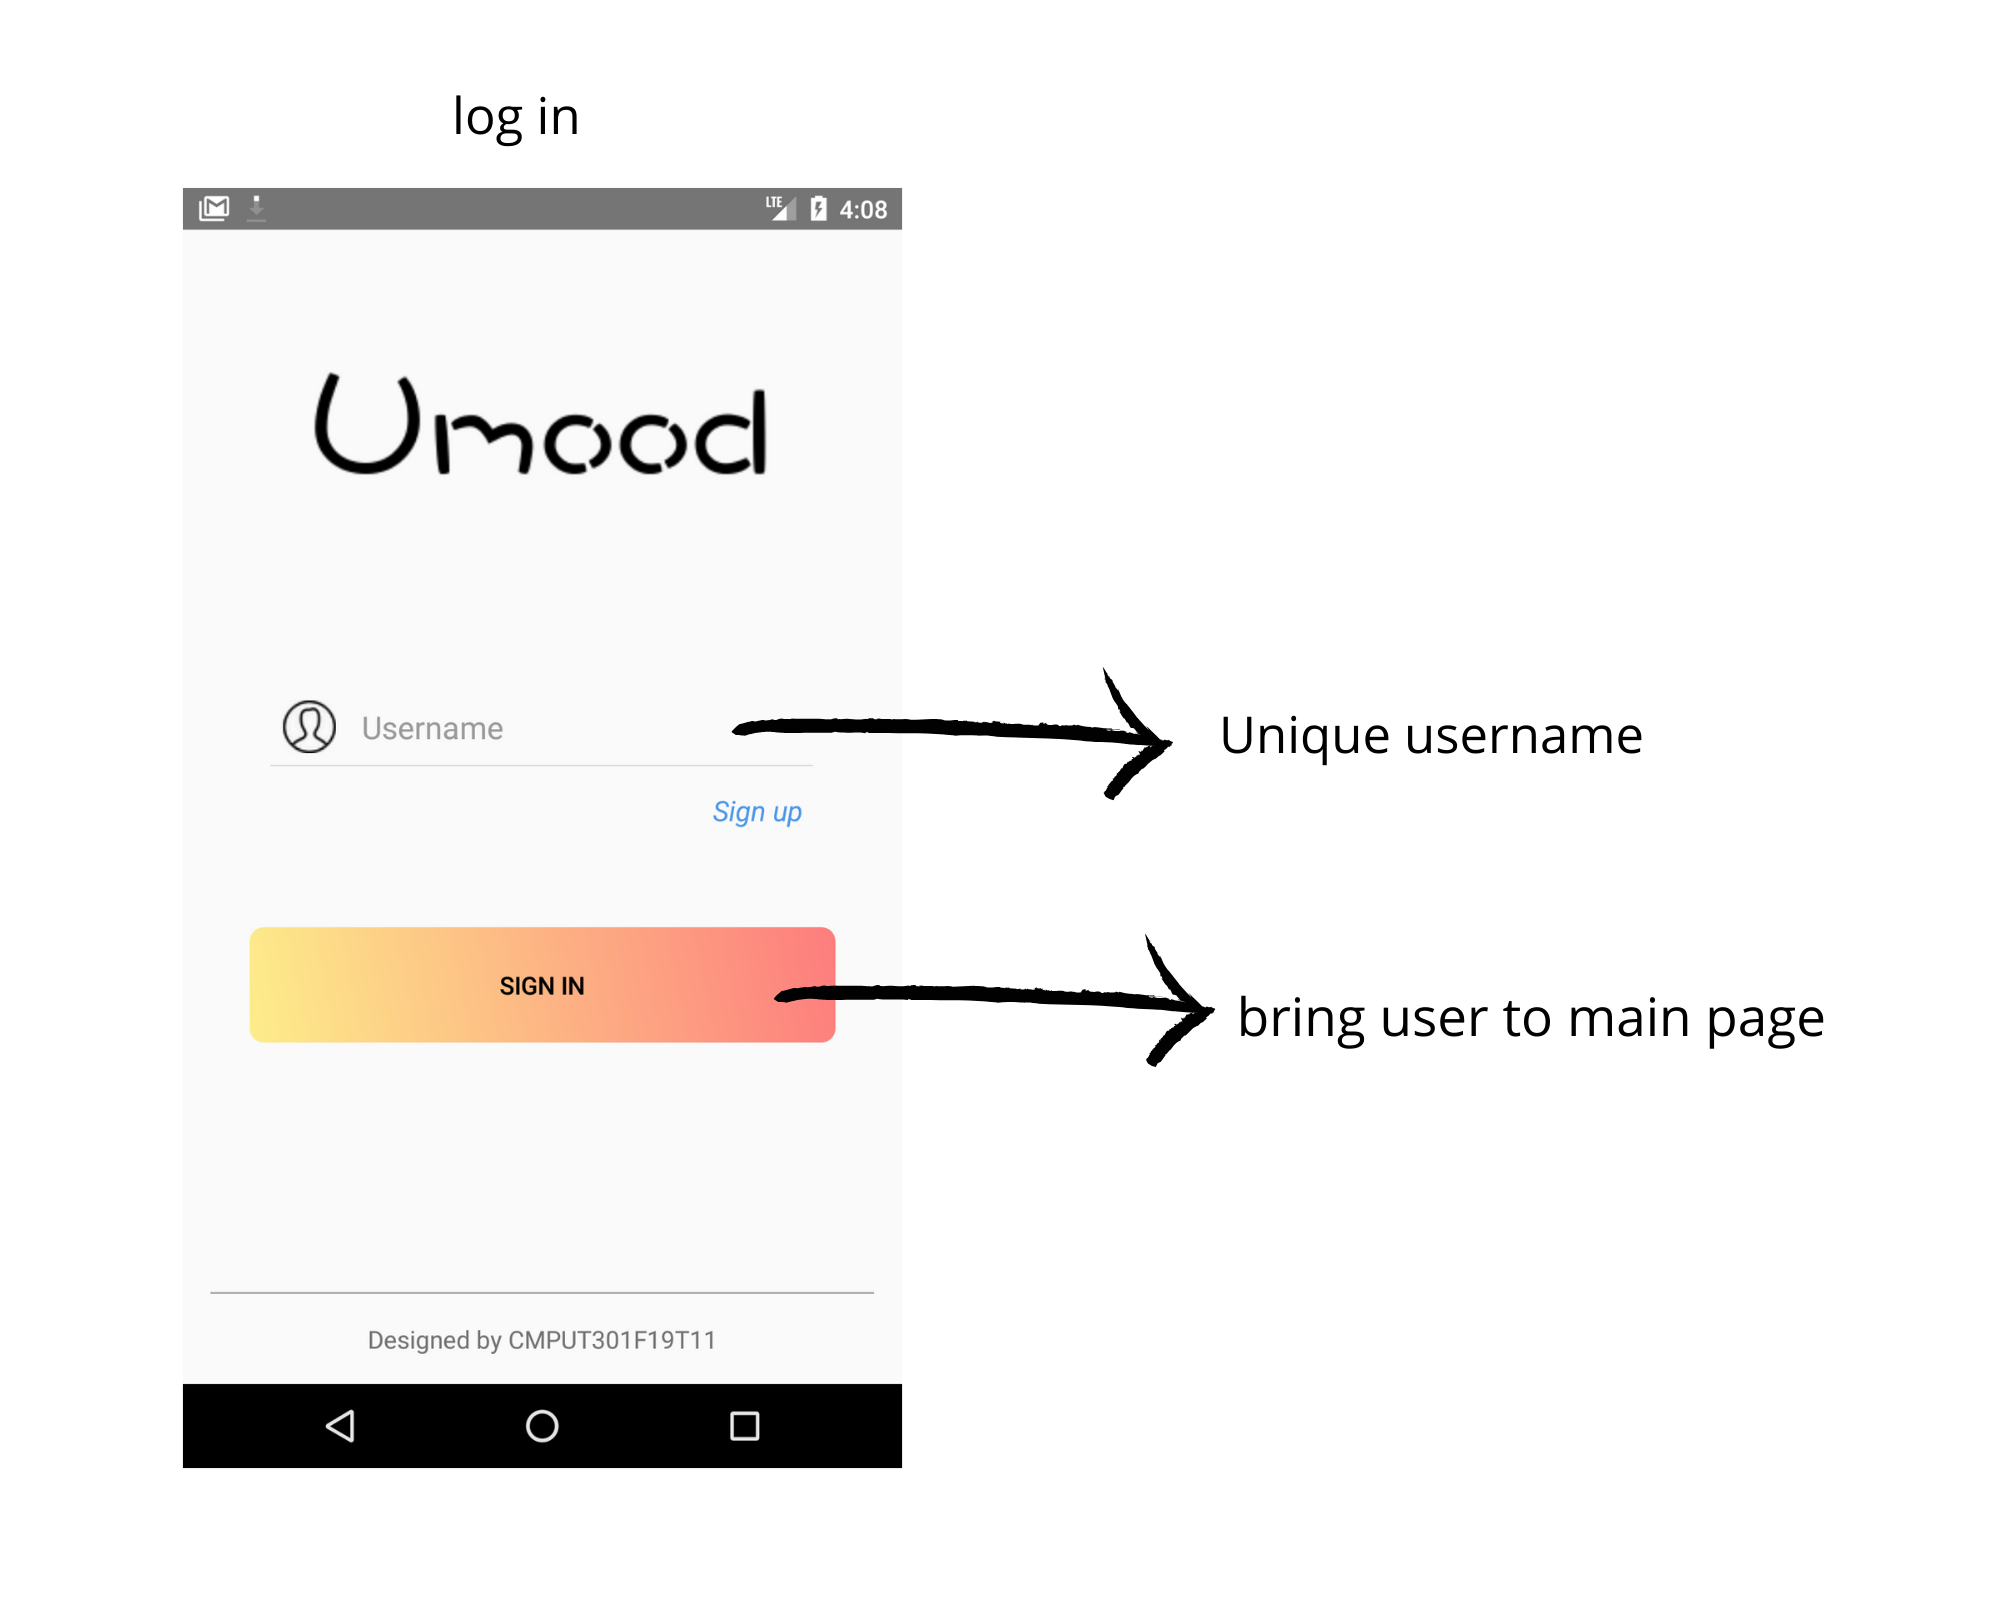 log in
LTE 4:08
Umood
Username
Unique username
Sign up
SIGN IN
bring user to main page
Designed by CMPUT301F19T11